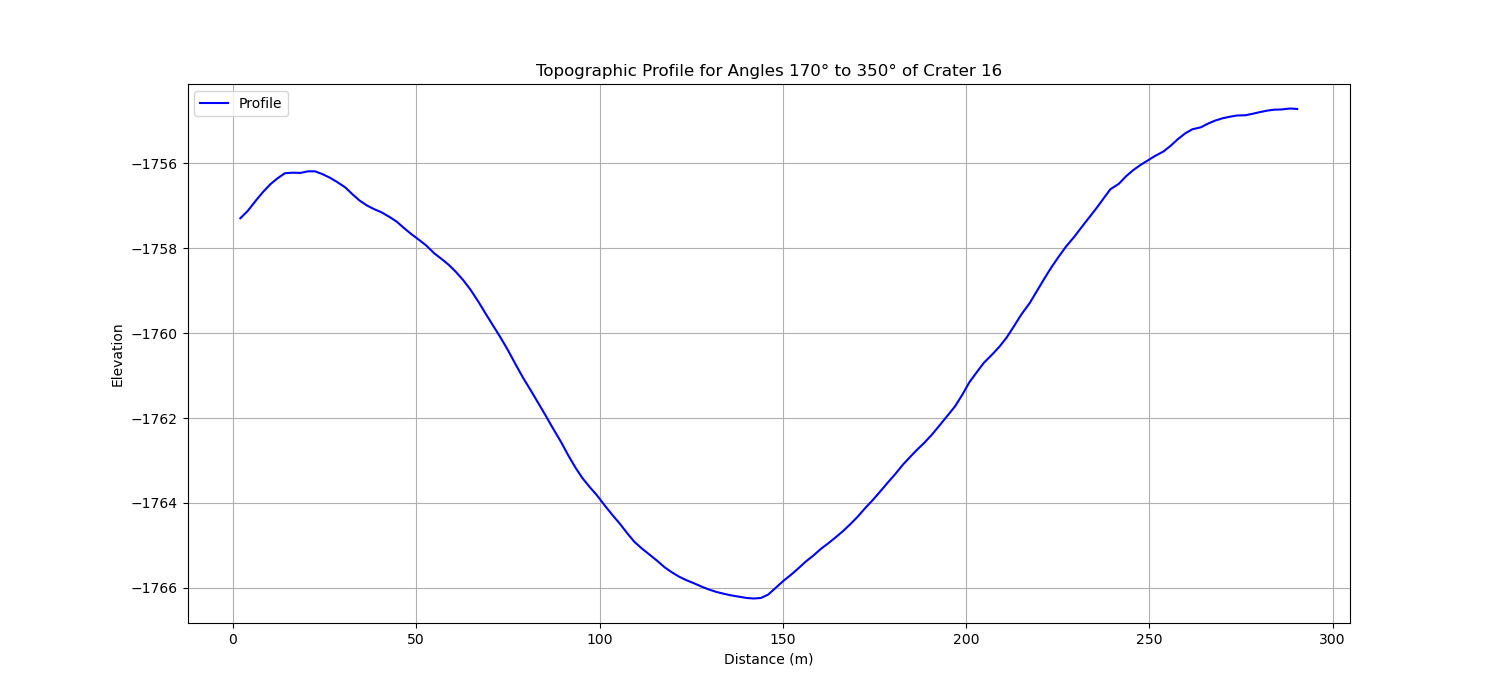 Topographic Profile for Angles 170° to 350° of Crater 16
Profile
−1756
−1758
−1760
−1762
−1764
−1766
Elevation
0 50 100 150 200 250 300
Distance (m)